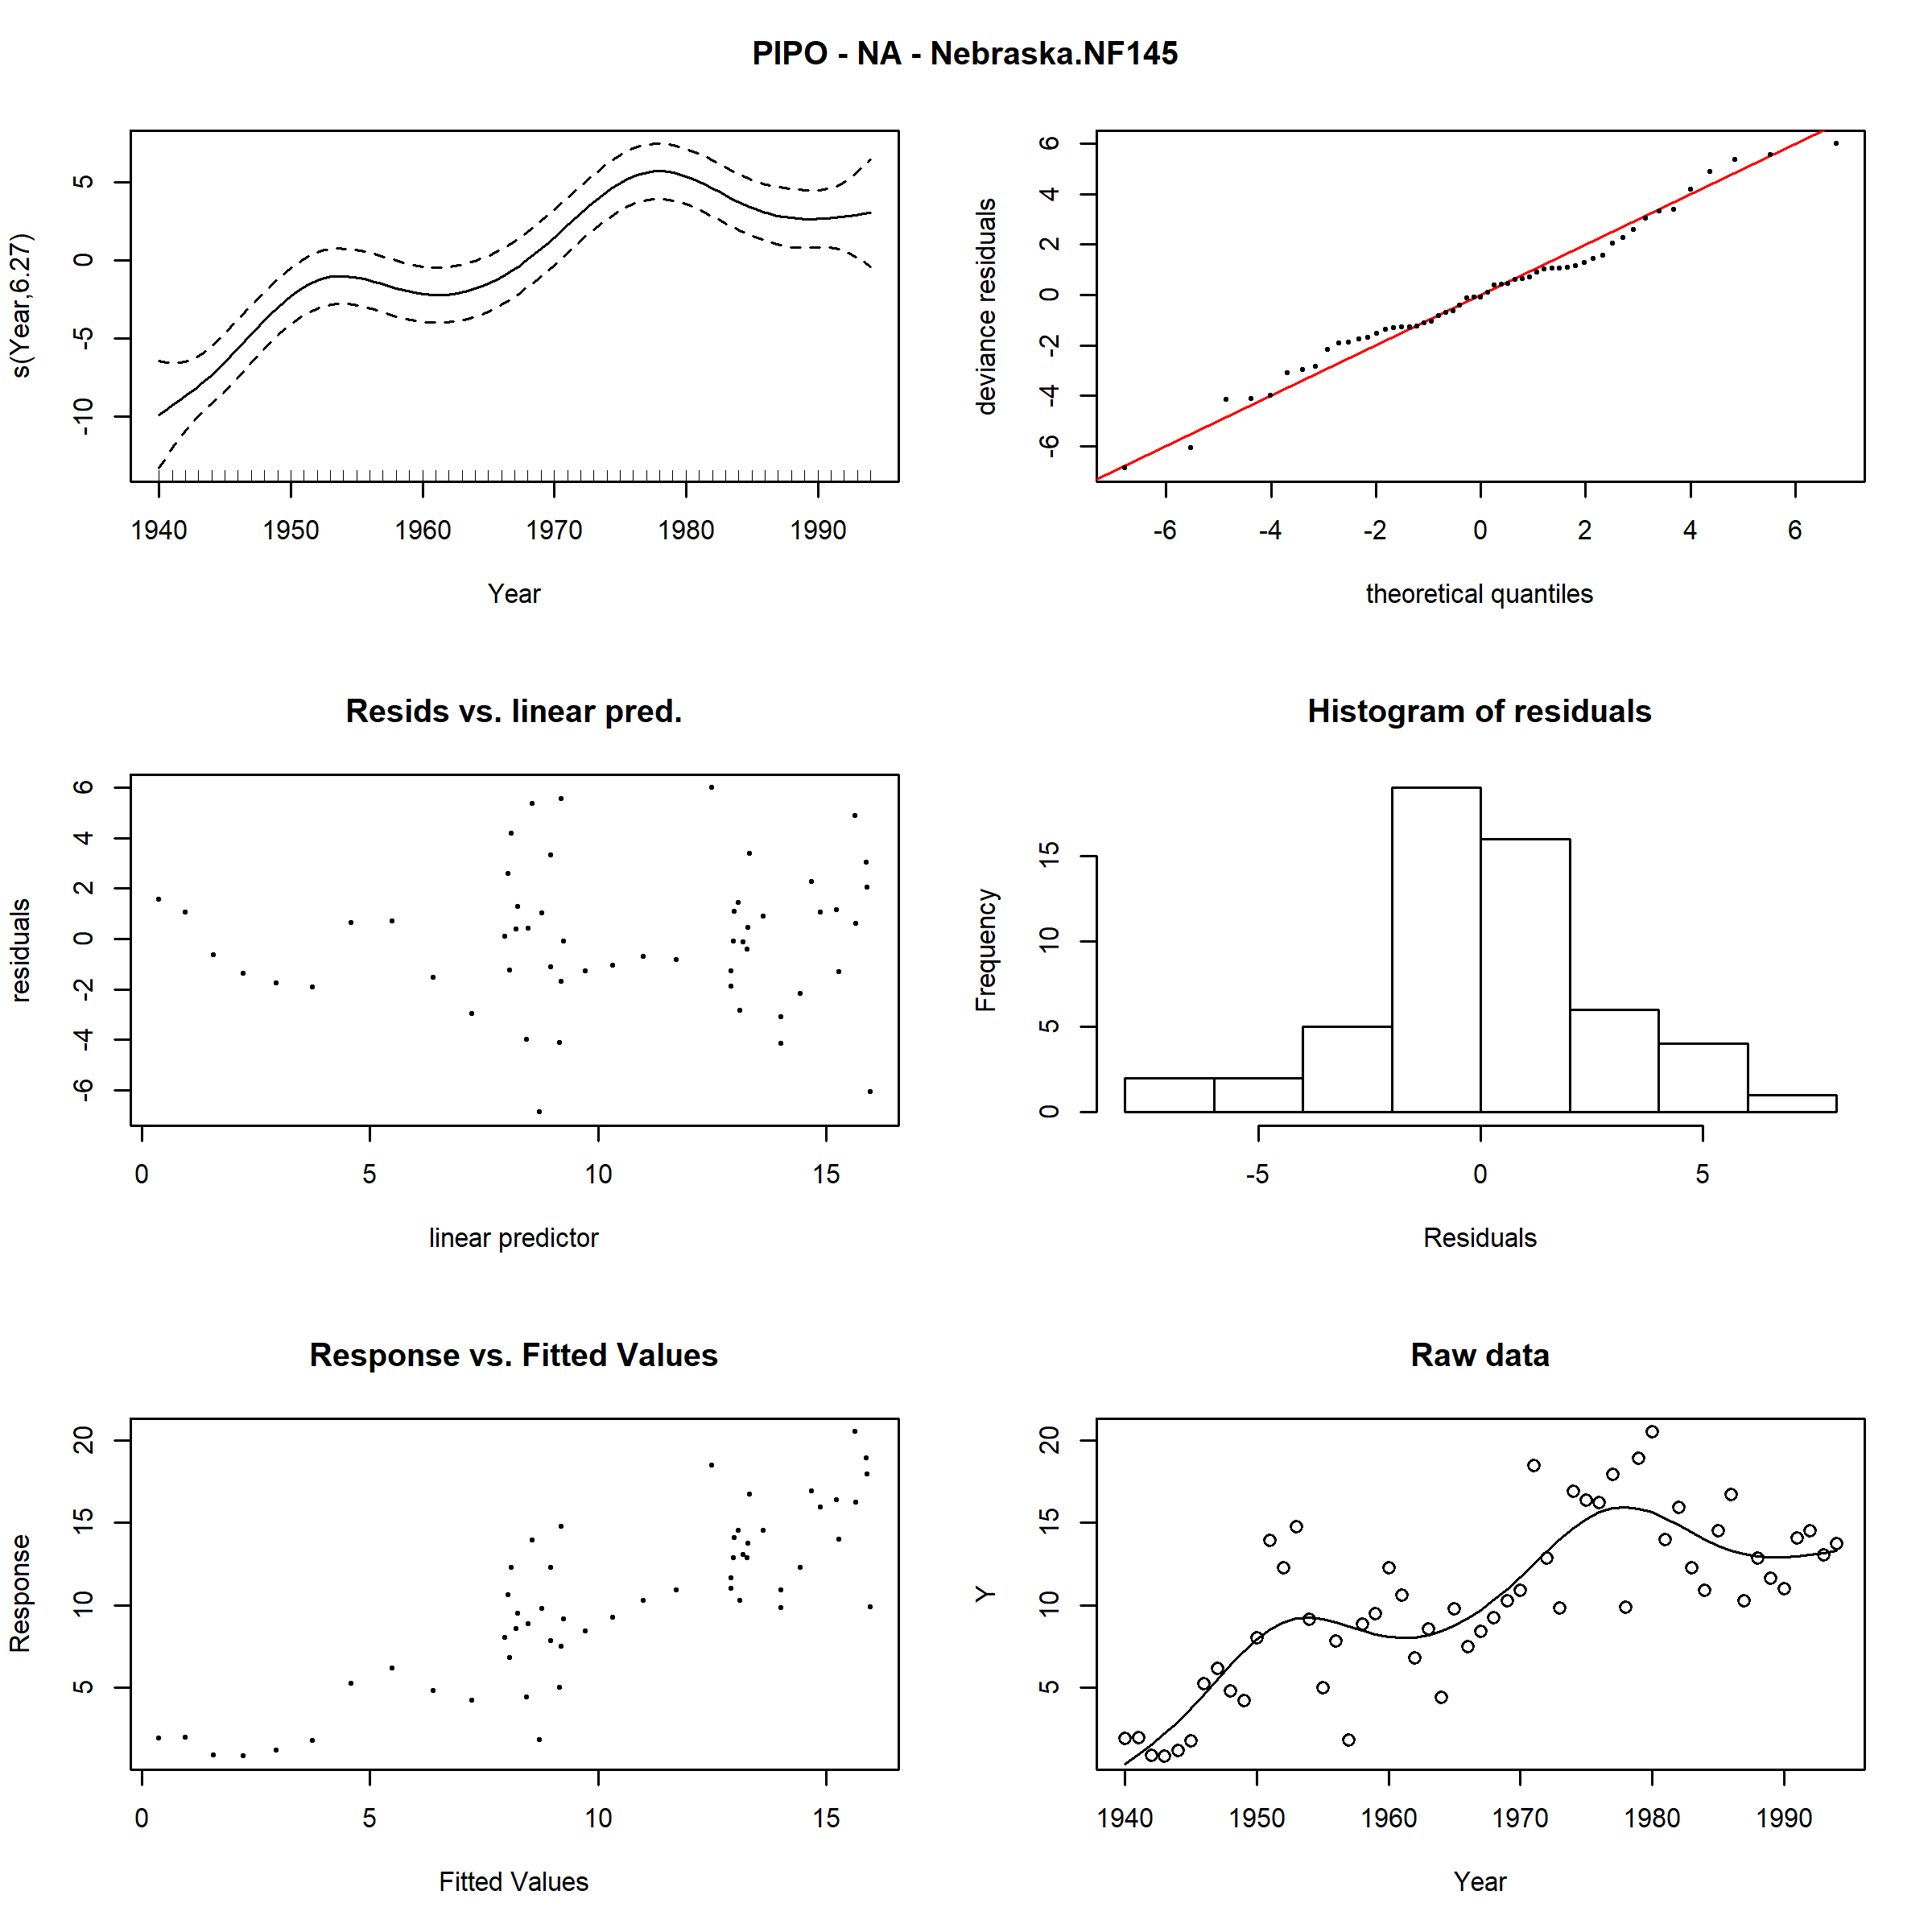 PIPO - NA - Nebraska.NF145
s(Year,6.27)
5
0
-5
-10
1940 1950 1960 1970 1980 1990
Year
deviance residuals
6
4
2
0
-2
-4
-6
-6 -4 -2 0 2 4 6
theoretical quantiles
Resids vs. linear pred.
residuals
6
4
2
0
-2
-4
-6
0 5 10 15
linear predictor
Histogram of residuals
Frequency
15
10
5
0
-5 0 5
Residuals
Response vs. Fitted Values
Response
20
15
10
5
0 5 10 15
Fitted Values
Raw data
Y
20
15
10
5
1940 1950 1960 1970 1980 1990
Year